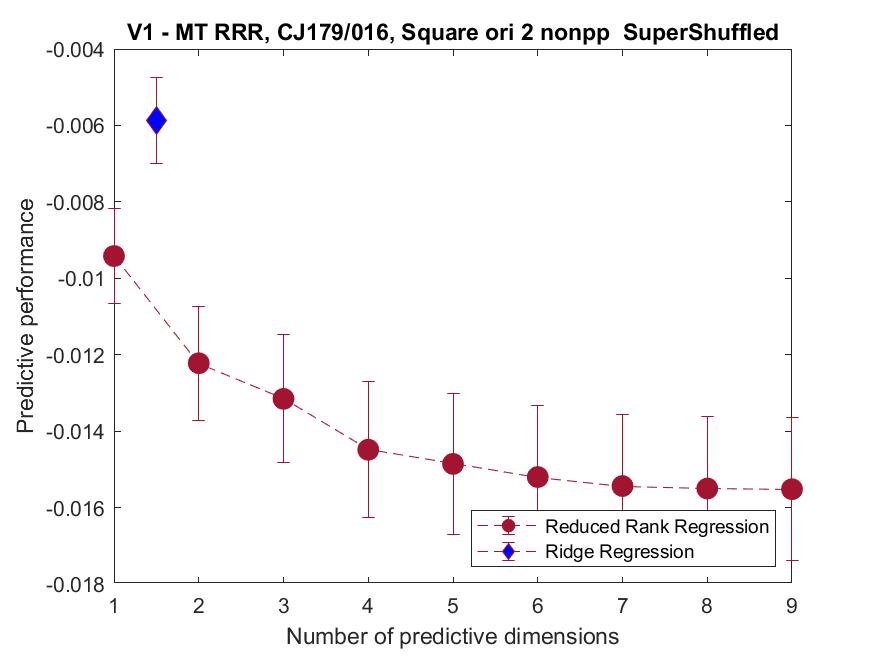 V1 - MT RRR, CJ179/016, Square ori 2 nonpp  SuperShuffled
Predictive performance
-0.004
-0.006
-0.008
-0.01
-0.012
-0.014
-0.016
-0.018
Reduced Rank Regression
Ridge Regression
1 2 3 4 5 6 7 8 9
Number of predictive dimensions